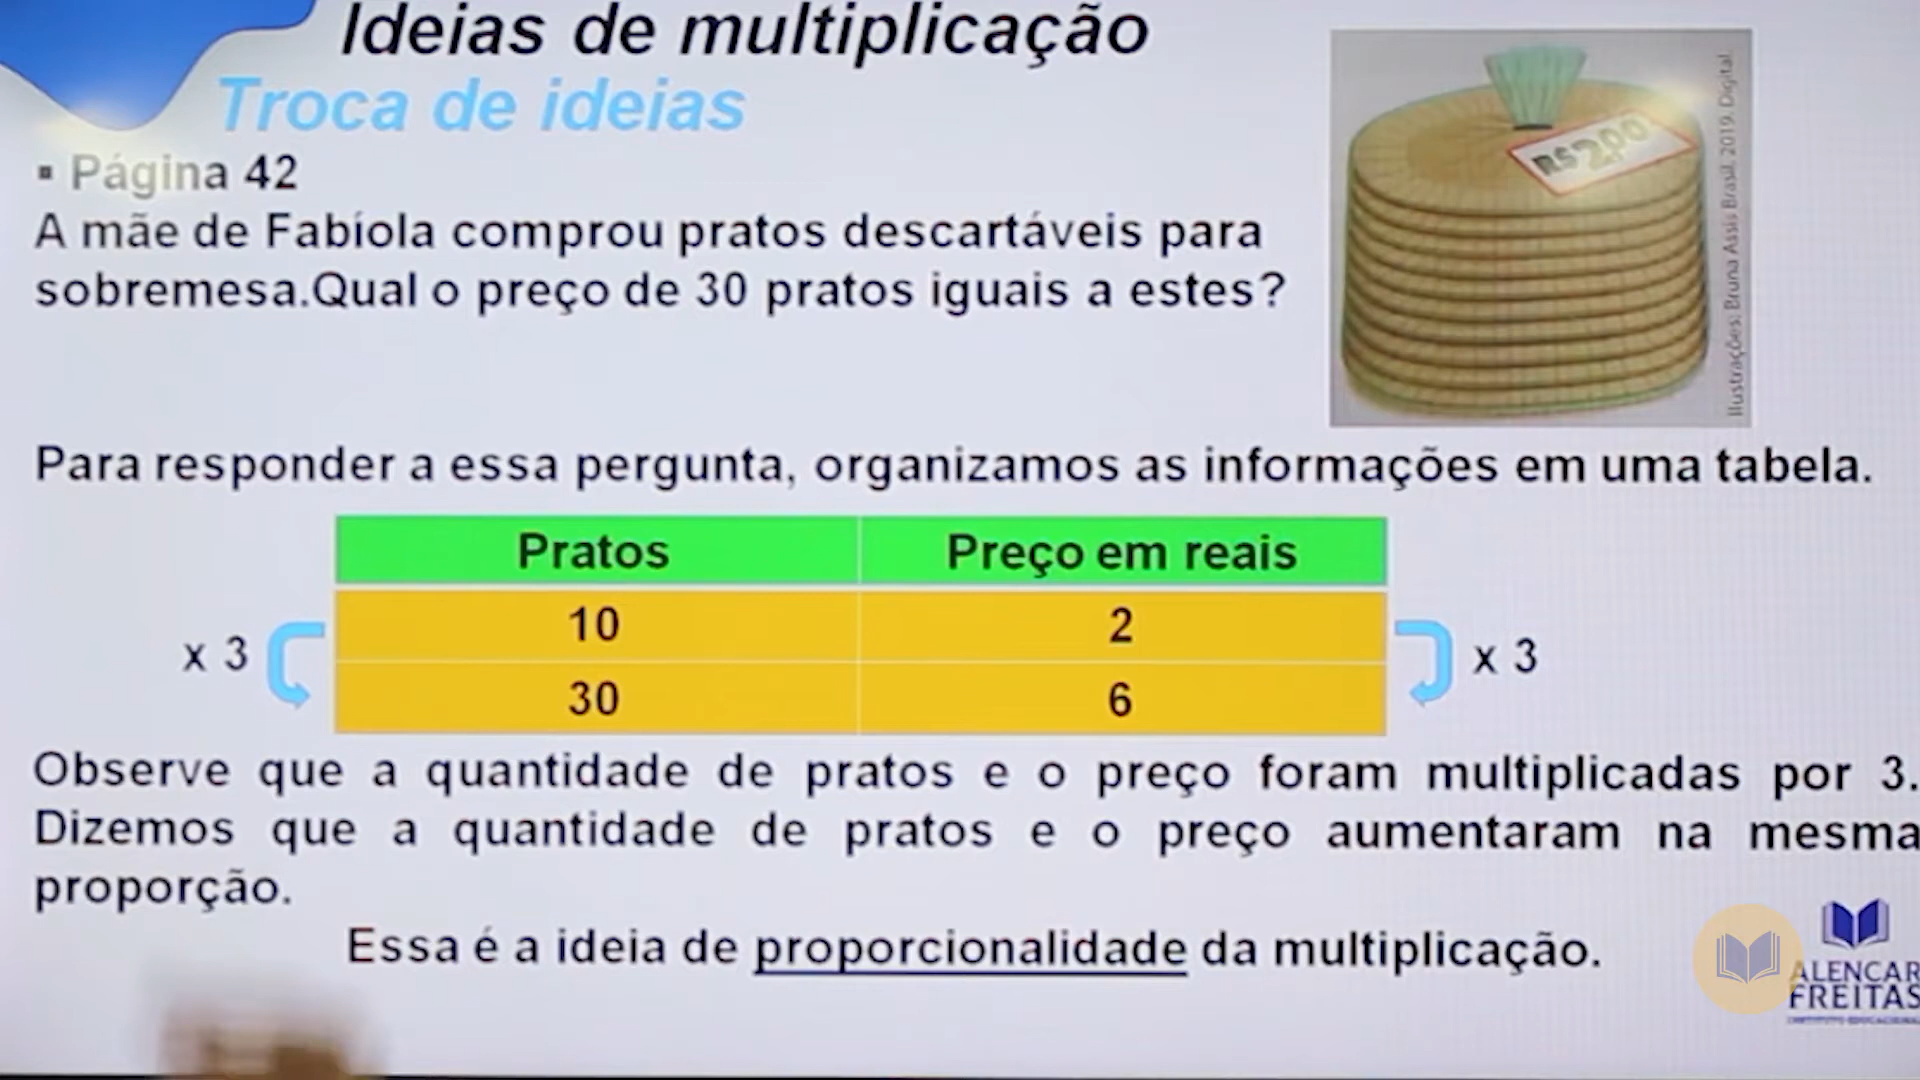 Ideias de multiplicação
Troca de ideias
▪ Página 42
A mãe de Fabíola comprou pratos descartáveis para
sobremesa.Qual o preço de 30 pratos iguais a estes?
R$2,00
Ilustrações: Bruna Assis Brasil. 2019. Digital.
Para responder a essa pergunta, organizamos as informações em uma tabela.
Pratos Preço em reais
10 2
x 3 x 3
30 6
Observe que a quantidade de pratos e o preço foram multiplicadas por 3.
Dizemos que a quantidade de pratos e o preço aumentaram na mesma
proporção.
Essa é a ideia de proporcionalidade da multiplicação.
ALENCAR
FREITAS
INSTITUTO EDUCACIONAL